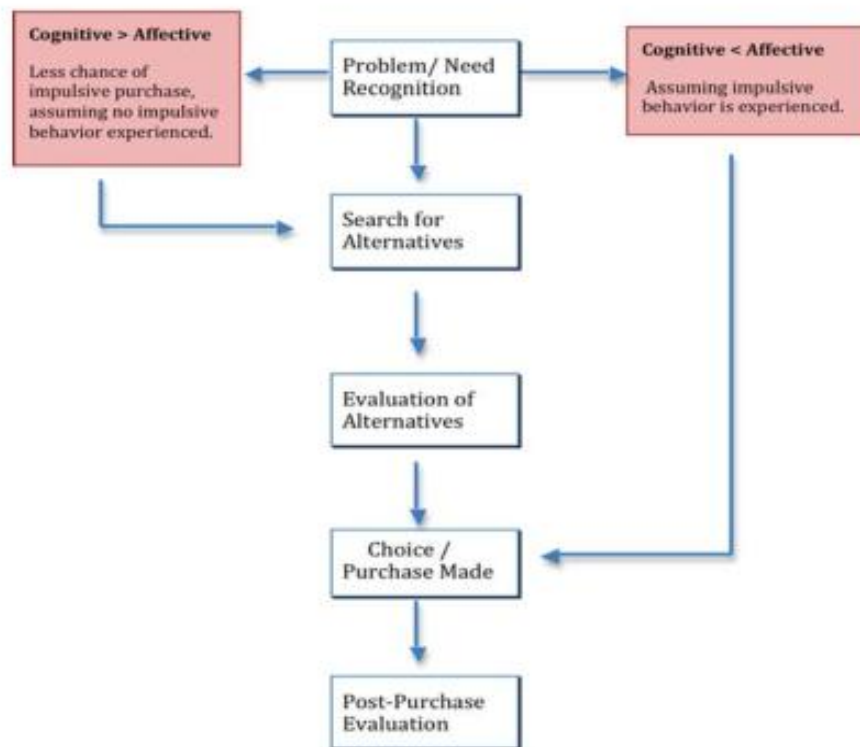 Cognitive > Affective
Less chance of
impulsive purchase,
assuming no impulsive
behavior experienced.
Problem/ Need
Recognition
Cognitive < Affective
Assuming impulsive
behavior is experienced.
Search for
Alternatives
Evaluation of
Alternatives
Choice /
Purchase Made
Post-Purchase
Evaluation